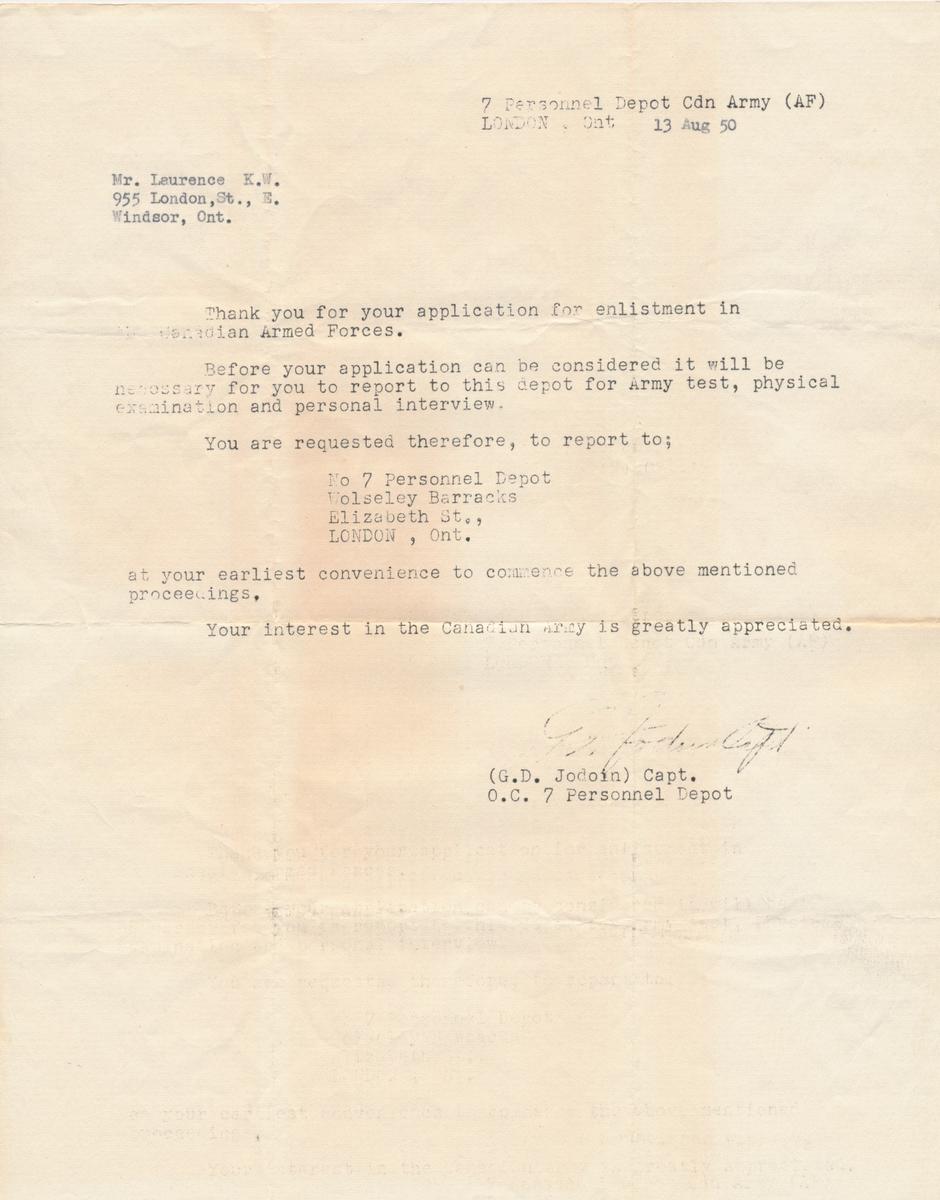 7 Personnel Depot Cdn Army (AF)
LONDON , Ont 13 Aug 50
Mr. Laurence K.W.
955 London,St., E.
Windsor, Ont.
Thank you for your application for enlistment in
the Canadian Armed Forces.
Before your application can be considered it will be
necessary for you to report to this depot for Army test, physical
examination and personal interview.
You are requested therefore, to report to;
No 7 Personnel Depot
Wolseley Barracks
Elizabeth St.,
LONDON , Ont.
at your earliest convenience to commence the above mentioned
proceedings.
Your interest in the Canadian Army is greatly appreciated.
(G.D. Jodoin) Capt.
O.C. 7 Personnel Depot